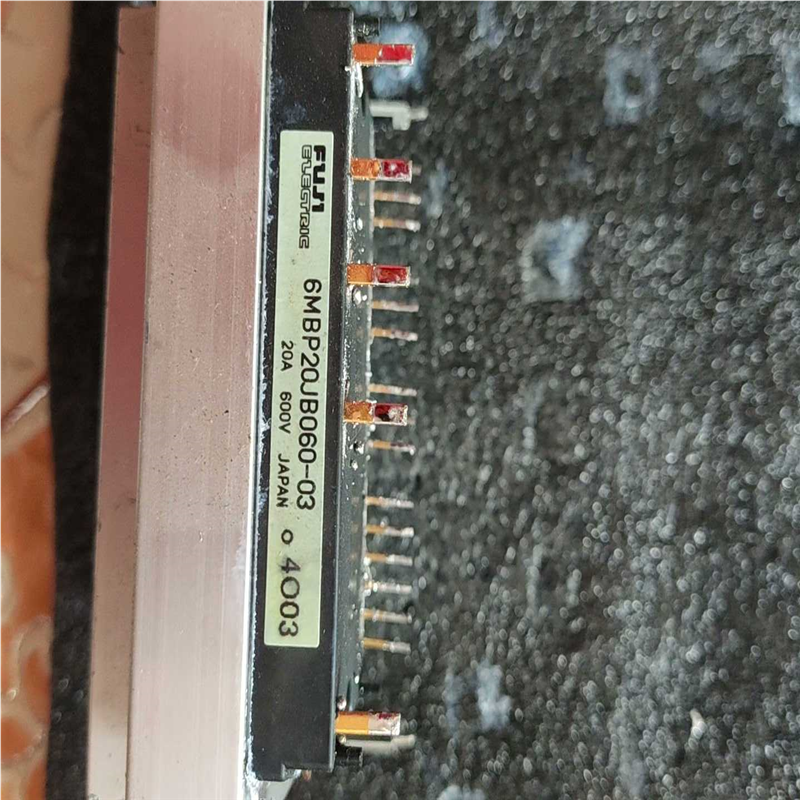 FUJI
ELECTRIC
6MBP20JB060-03
20A 600V JAPAN o 4003